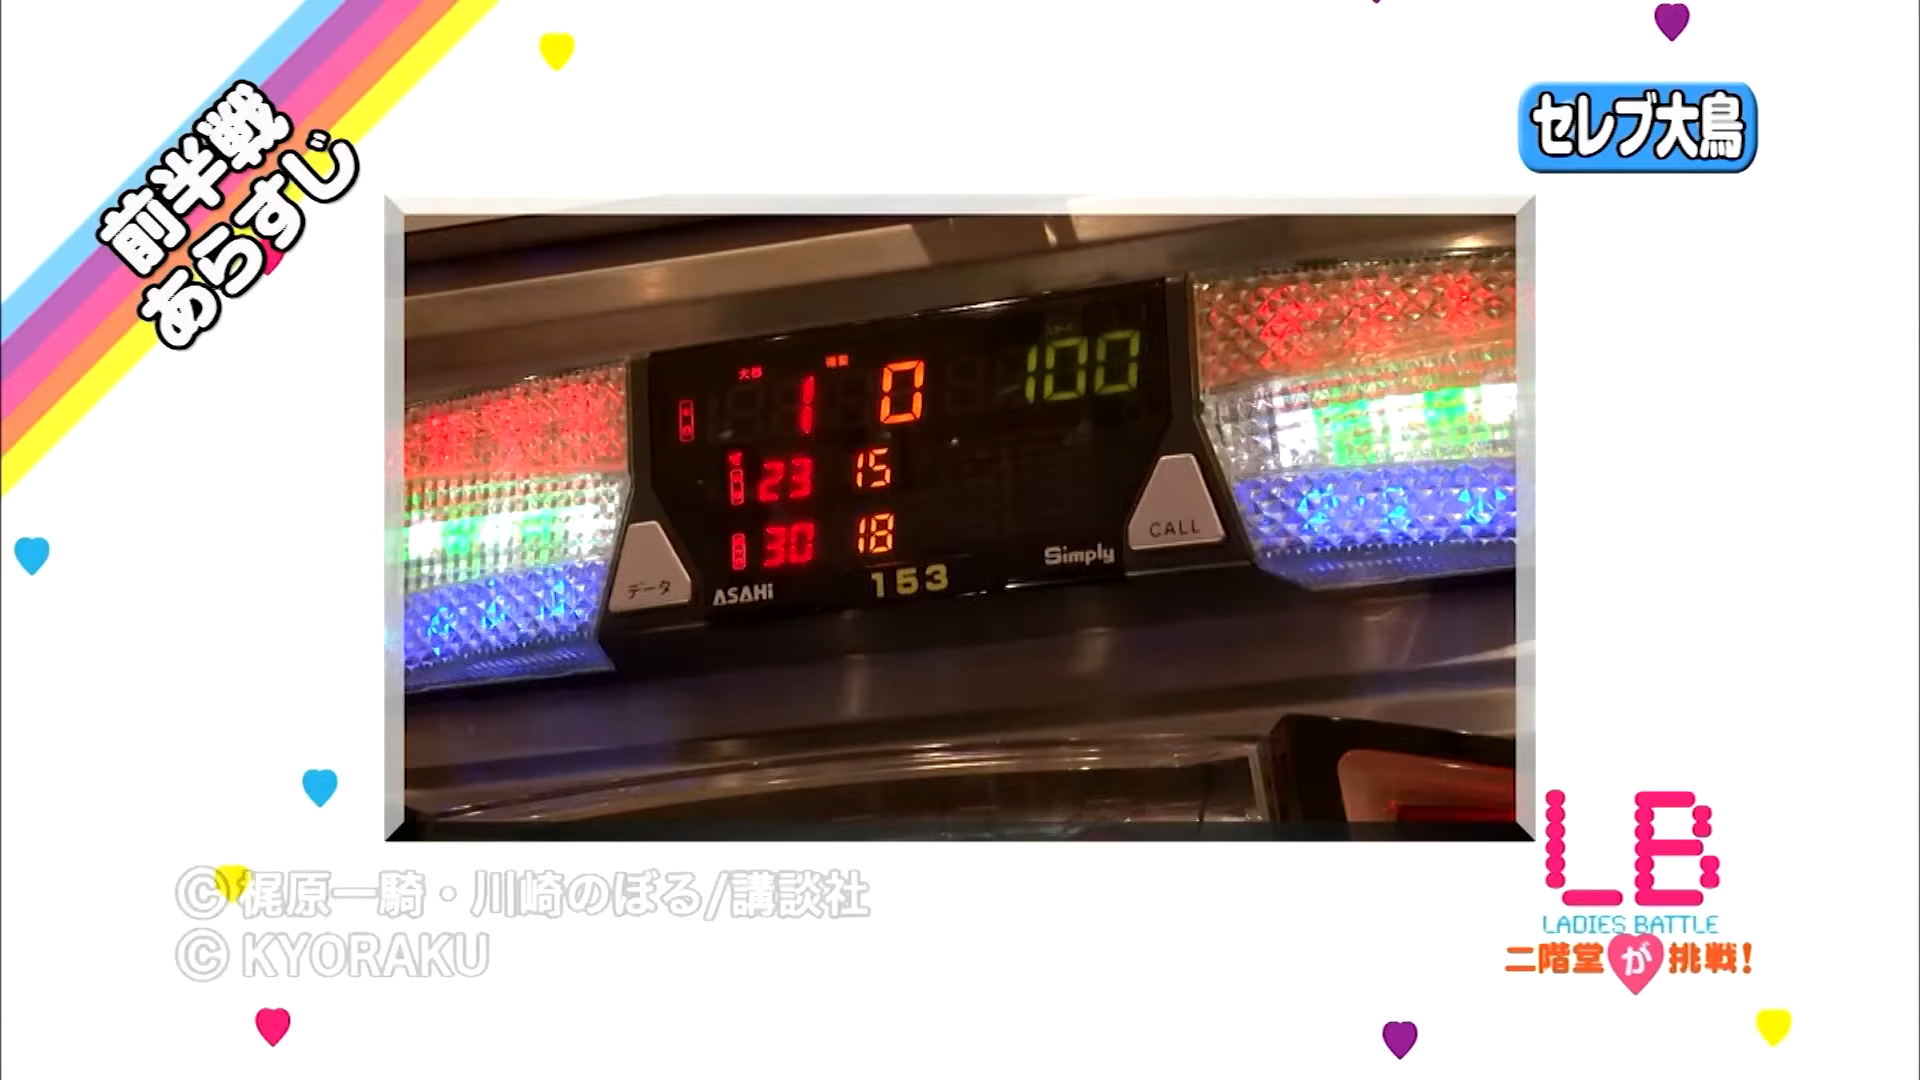 前半戦
あらすじ
セレブ大鳥
大当
1 0 100
23 15
30 18
データ
ASAHI
153
Simply
CALL
© 梶原一騎・川崎のぼる/講談社
© KYORAKU
LB
LADIES BATTLE
二階堂が挑戦!